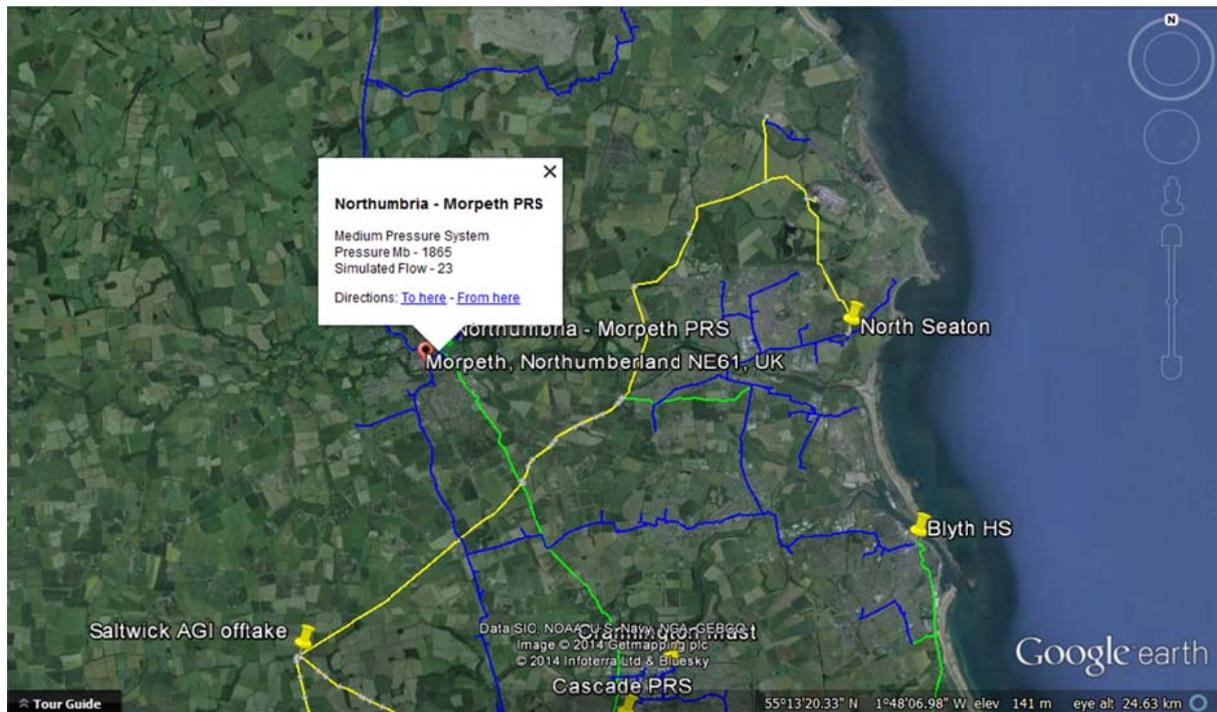 N
×
Northumbria - Morpeth PRS
Medium Pressure System
Pressure Mb - 1865
Simulated Flow - 23
Directions: To here - From here
Northumbria - Morpeth PRS
Morpeth, Northumberland NE61, UK
North Seaton
Blyth HS
Saltwick AGI offtake
Cramlington Mast
Data SIO, NOAA, U.S. Navy, NGA, GEBCO
Image © 2014 Getmapping plc
© 2014 Infoterra Ltd & Bluesky
Cascade PRS
Google earth
Tour Guide
55°13'20.33" N 1°48'06.98" W elev 141 m eye alt 24.63 km